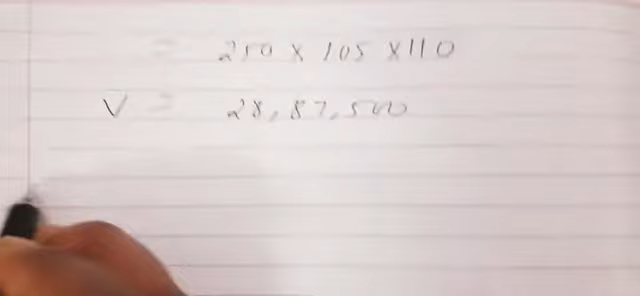 = 250 x 105 x 110
V = 28,87,500